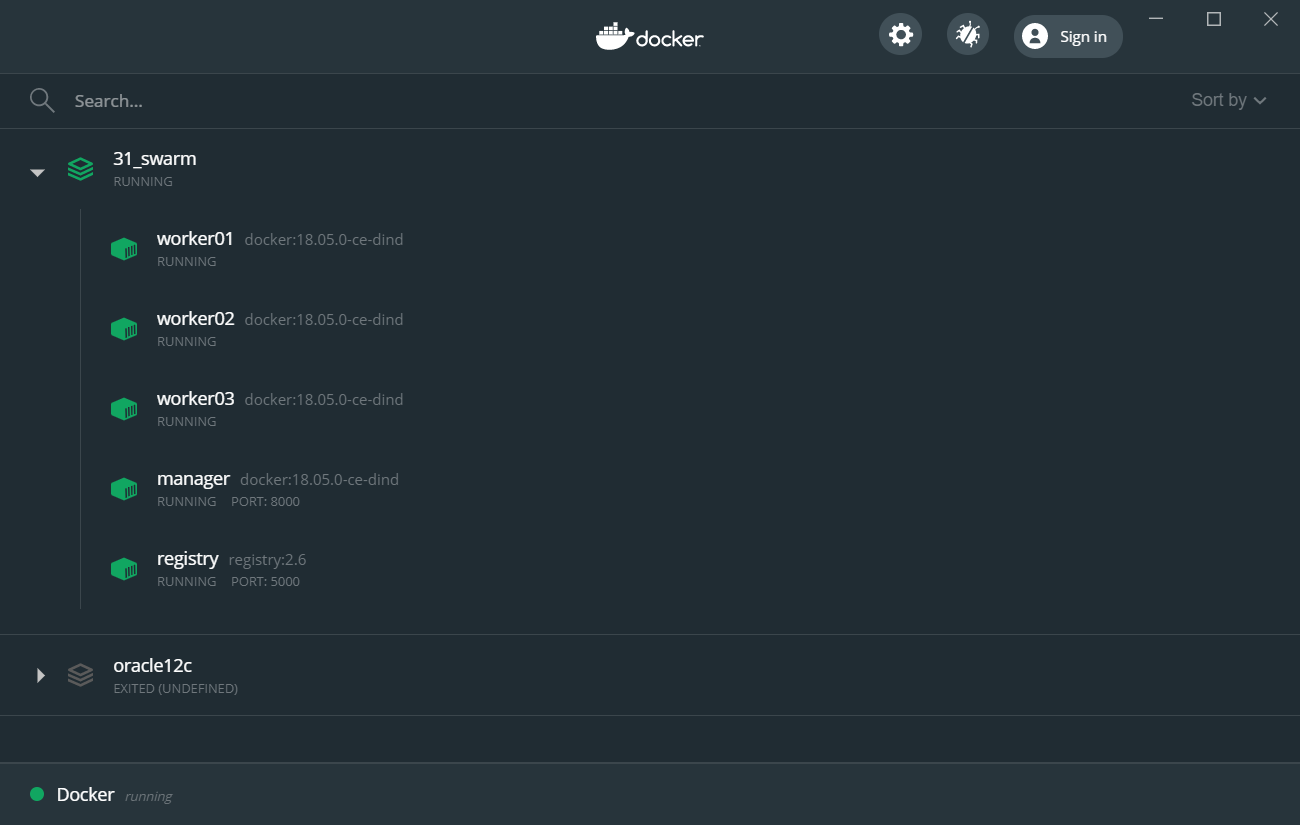 docker
Sign in
Search...
Sort by
31_swarm
RUNNING
worker01 docker:18.05.0-ce-dind
RUNNING
worker02 docker:18.05.0-ce-dind
RUNNING
worker03 docker:18.05.0-ce-dind
RUNNING
manager docker:18.05.0-ce-dind
RUNNING PORT: 8000
registry registry:2.6
RUNNING PORT: 5000
oracle12c
EXITED (UNDEFINED)
Docker running